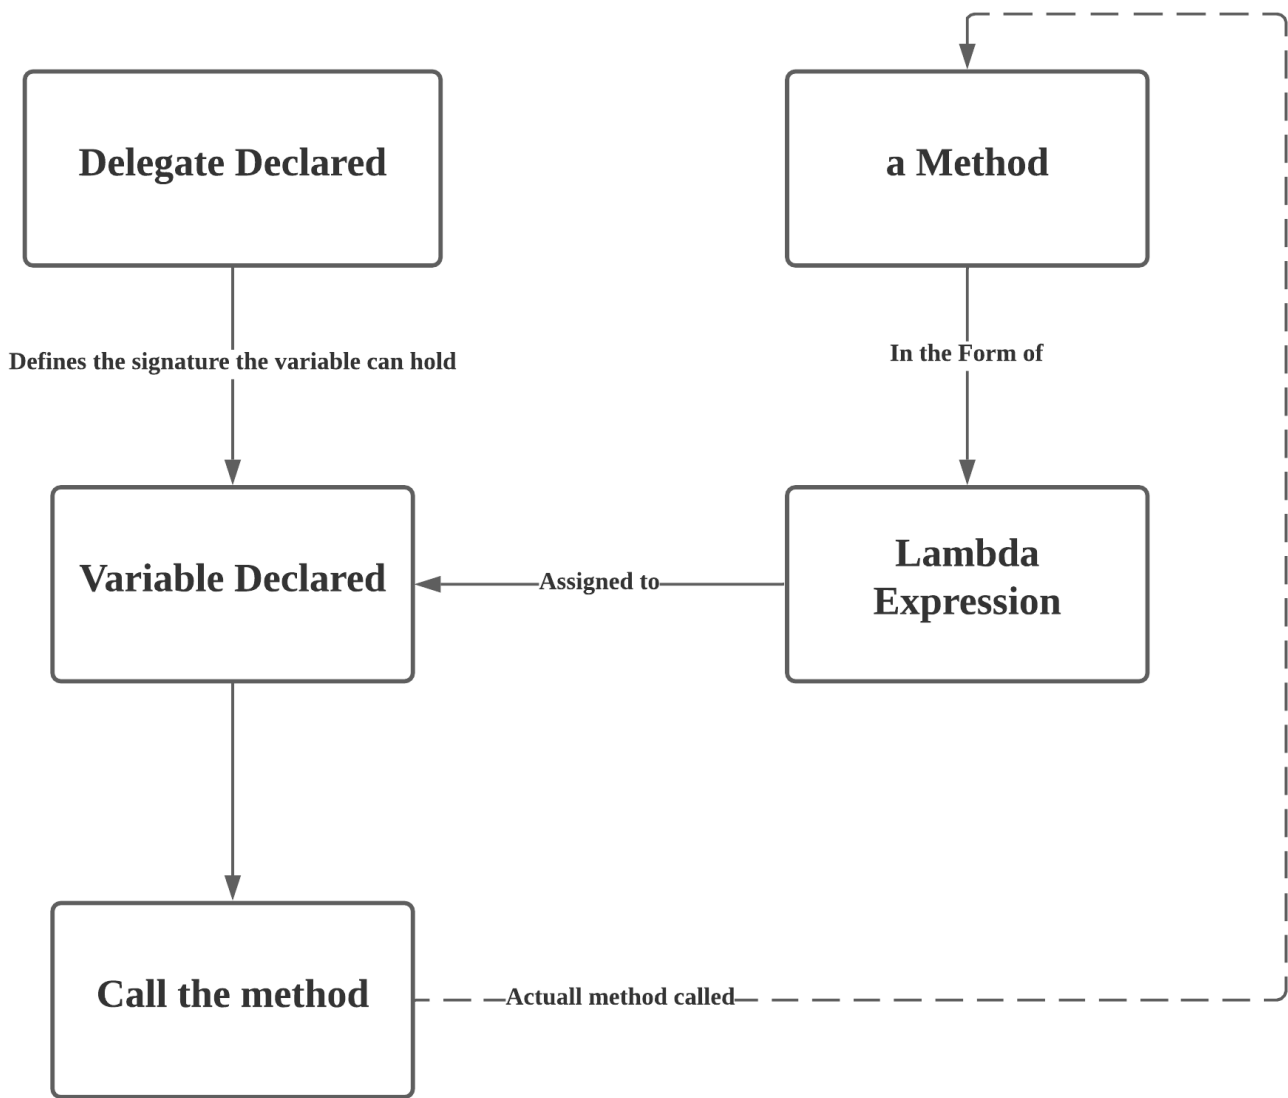 Delegate Declared
a Method
Defines the signature the variable can hold
In the Form of
Variable Declared
Assigned to
Lambda
Expression
Call the method
Actuall method called